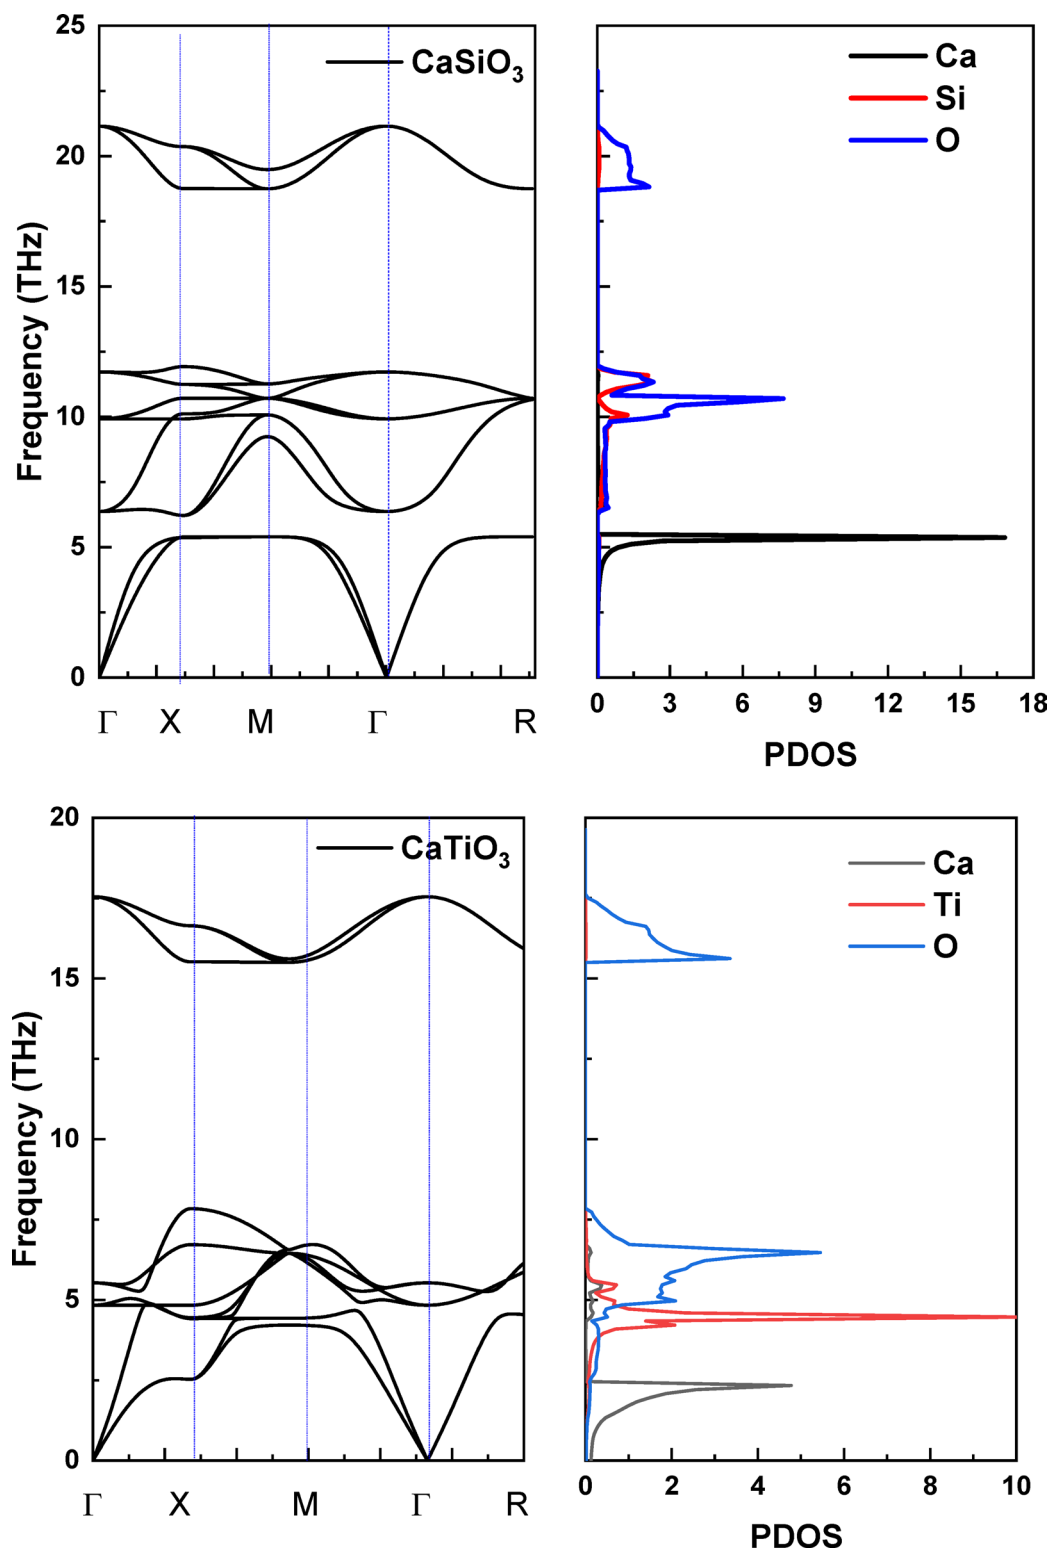 25
20
15
10
5
0
Frequency (THz)
CaSiO₃
Γ X M Γ R
Ca
Si
O
0 3 6 9 12 15 18
PDOS
20
15
10
5
0
Frequency (THz)
CaTiO₃
Γ X M Γ R
Ca
Ti
O
0 2 4 6 8 10
PDOS